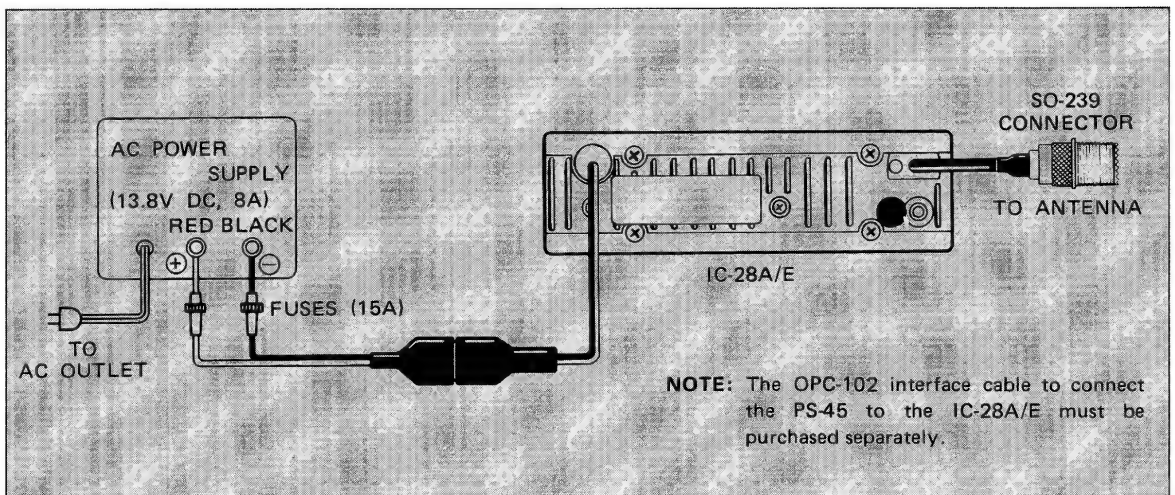 AC POWER
SUPPLY
(13.8V DC, 8A)
RED BLACK
⊕ ⊖
FUSES (15A)
TO
AC OUTLET
SO-239
CONNECTOR
TO ANTENNA
IC-28A/E
NOTE: The OPC-102 interface cable to connect
the PS-45 to the IC-28A/E must be
purchased separately.